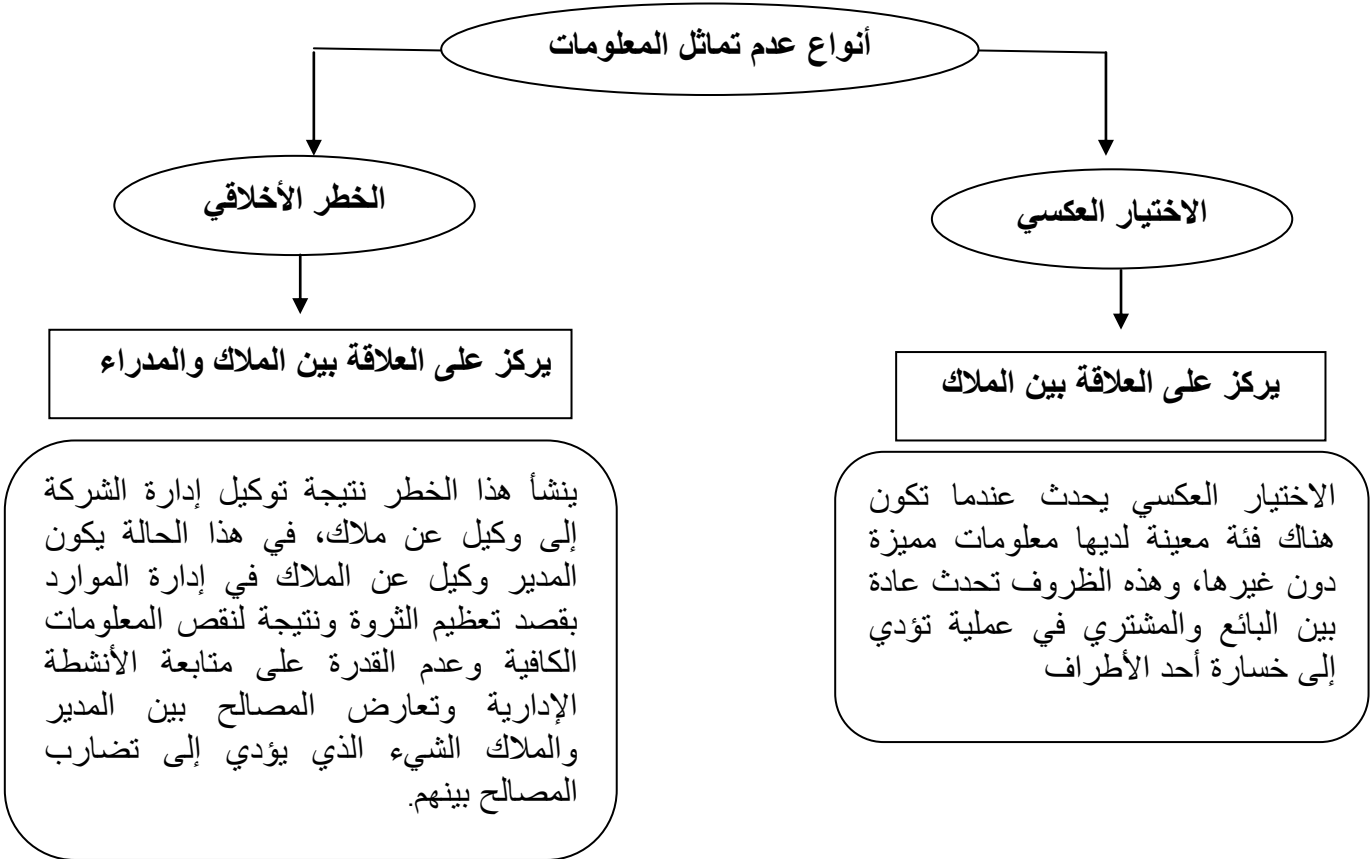 أنواع عدم تماثل المعلومات
الاختيار العكسي
يركز على العلاقة بين الملاك
الاختيار العكسي يحدث عندما تكون
هناك فئة معينة لديها معلومات مميزة
دون غيرها، وهذه الظروف تحدث عادة
بين البائع والمشتري في عملية تؤدي
إلى خسارة أحد الأطراف
الخطر الأخلاقي
يركز على العلاقة بين الملاك والمدراء
ينشأ هذا الخطر نتيجة توكيل إدارة الشركة
إلى وكيل عن ملاك، في هذا الحالة يكون
المدير وكيل عن الملاك في إدارة الموارد
بقصد تعظيم الثروة ونتيجة لنقص المعلومات
الكافية وعدم القدرة على متابعة الأنشطة
الإدارية وتعارض المصالح بين المدير
والملاك الشيء الذي يؤدي إلى تضارب
المصالح بينهم.